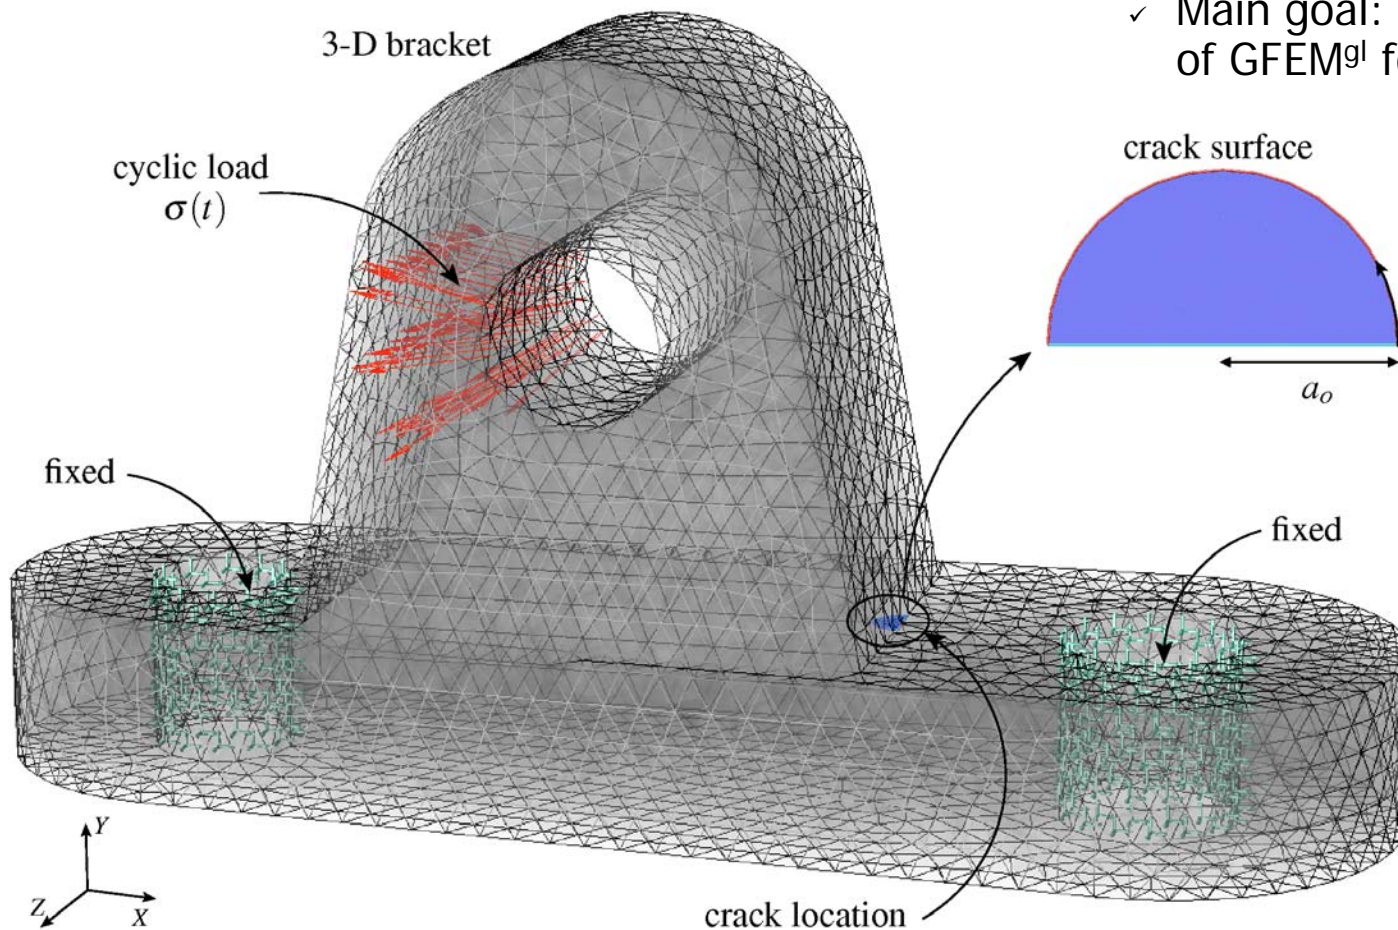 ✓ Main goal:
of GFEMgl
3-D bracket
crack surface
cyclic load
σ(t)
aₒ
fixed
fixed
Y
Z
X
crack location